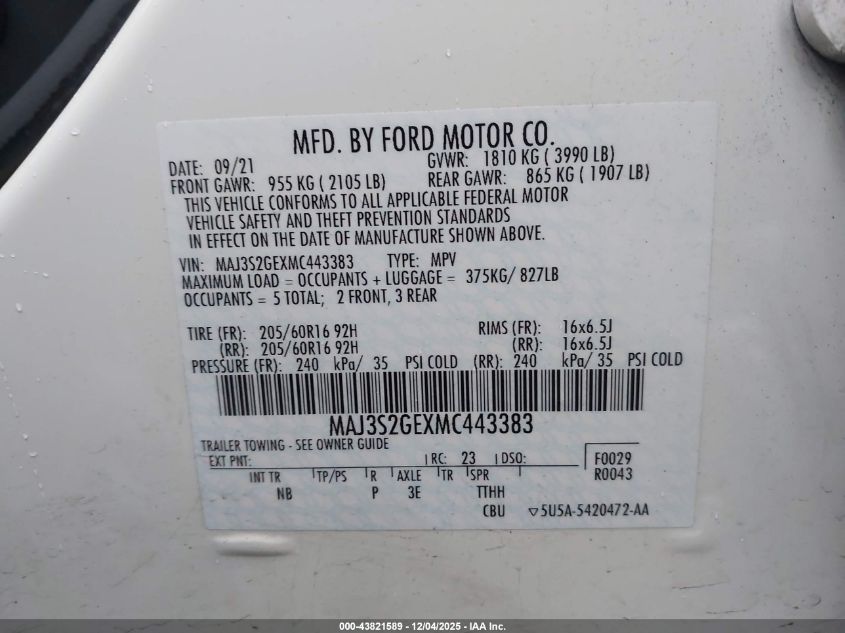 MFD. BY FORD MOTOR CO.
DATE: 09/21 GVWR: 1810 KG ( 3990 LB)
FRONT GAWR: 955 KG ( 2105 LB) REAR GAWR: 865 KG ( 1907 LB)
THIS VEHICLE CONFORMS TO ALL APPLICABLE FEDERAL MOTOR
VEHICLE SAFETY AND THEFT PREVENTION STANDARDS
IN EFFECT ON THE DATE OF MANUFACTURE SHOWN ABOVE.
VIN: MAJ3S2GEXMC443383 TYPE: MPV
MAXIMUM LOAD = OCCUPANTS + LUGGAGE = 375KG/ 827LB
OCCUPANTS = 5 TOTAL; 2 FRONT, 3 REAR
TIRE (FR): 205/60R16 92H RIMS (FR): 16x6.5J
(RR): 205/60R16 92H (RR): 16x6.5J
PRESSURE (FR): 240 kPa/ 35 PSI COLD (RR): 240 kPa/ 35 PSI COLD
MAJ3S2GEXMC443383
TRAILER TOWING - SEE OWNER GUIDE
EXT PNT: RC: 23 DSO: F0029
INT TR TP/PS R AXLE TR SPR R0043
NB P 3E TTHH
CBU ▽5U5A-5420472-AA
000-43821589 - 12/04/2025 - IAA Inc.